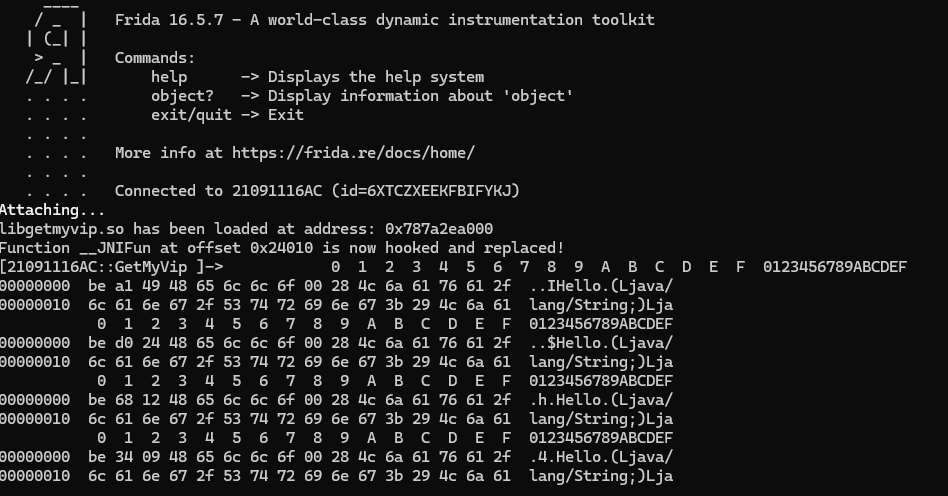 ____
    / _  |   Frida 16.5.7 - A world-class dynamic instrumentation toolkit
   | (_| |
    > _  |   Commands:
   /_/ |_|       help      -> Displays the help system
   . . . .       object?   -> Display information about 'object'
   . . . .       exit/quit -> Exit
   . . . .
   . . . .   More info at https://frida.re/docs/home/
   . . . .
   . . . .   Connected to 21091116AC (id=6XTCZXEEKFBIFYKJ)
Attaching...
libgetmyvip.so has been loaded at address: 0x787a2ea000
Function __JNIFun at offset 0x24010 is now hooked and replaced!
[21091116AC::GetMyVip ]->            0  1  2  3  4  5  6  7  8  9  A  B  C  D  E  F  0123456789ABCDEF
00000000  be a1 49 48 65 6c 6c 6f 00 28 4c 6a 61 76 61 2f  ..IHello.(Ljava/
00000010  6c 61 6e 67 2f 53 74 72 69 6e 67 3b 29 4c 6a 61  lang/String;)Lja
           0  1  2  3  4  5  6  7  8  9  A  B  C  D  E  F  0123456789ABCDEF
00000000  be d0 24 48 65 6c 6c 6f 00 28 4c 6a 61 76 61 2f  ..$Hello.(Ljava/
00000010  6c 61 6e 67 2f 53 74 72 69 6e 67 3b 29 4c 6a 61  lang/String;)Lja
           0  1  2  3  4  5  6  7  8  9  A  B  C  D  E  F  0123456789ABCDEF
00000000  be 68 12 48 65 6c 6c 6f 00 28 4c 6a 61 76 61 2f  .h.Hello.(Ljava/
00000010  6c 61 6e 67 2f 53 74 72 69 6e 67 3b 29 4c 6a 61  lang/String;)Lja
           0  1  2  3  4  5  6  7  8  9  A  B  C  D  E  F  0123456789ABCDEF
00000000  be 34 09 48 65 6c 6c 6f 00 28 4c 6a 61 76 61 2f  .4.Hello.(Ljava/
00000010  6c 61 6e 67 2f 53 74 72 69 6e 67 3b 29 4c 6a 61  lang/String;)Lja